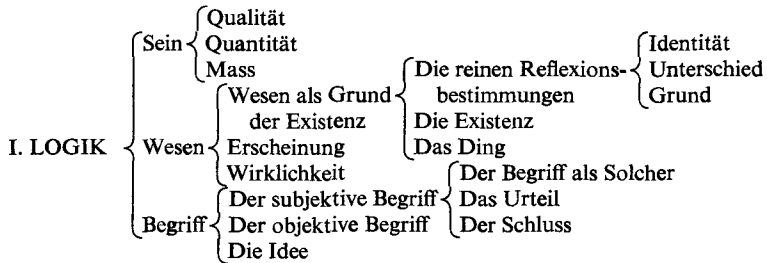 Qualität
Sein Quantität Identität
Mass Die reinen Reflexions- Unterschied
Wesen als Grund bestimmungen Grund
der Existenz Die Existenz
I. LOGIK Wesen Erscheinung Das Ding
Wirklichkeit Der Begriff als Solcher
Der subjektive Begriff Das Urteil
Begriff Der objektive Begriff Der Schluss
Die Idee